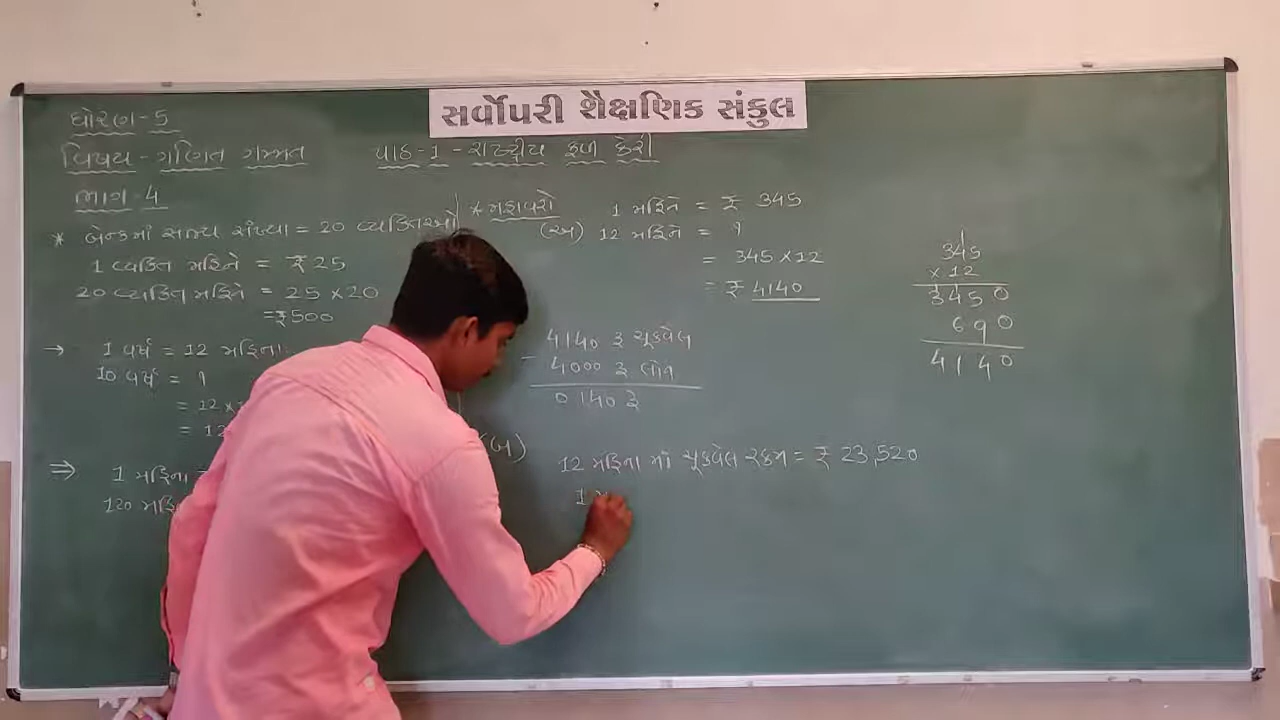 સર્વોપરી શૈક્ષણિક સંકુલ
ધોરણ-5
વિષય-ગણિત ગમ્મત પાઠ-1-રાષ્ટ્રીય ફળ કેરી
ભાગ-4
* બેન્કમાં સભ્ય સંખ્યા = 20 વ્યક્તિઓ
1 વ્યક્તિ મહિને = ₹ 25
20 વ્યક્તિ મહિને = 25 × 20
= ₹ 500
→ 1 વર્ષ = 12 મહિના
10 વર્ષ = ?
= 12 ×
= 12
⇒ 1 મહિના =
120
* મહાવરો
1 મહિને = ₹ 345
(અ) 12 મહિને = ?
= 345 × 12
= ₹ 4140
4140 રૂ ચૂકવેલ
- 4000 રૂ લોન
0140 રૂ
(બ)
12 મહિના માં ચૂકવેલ રકમ = ₹ 23,520
1 મ
345
× 12
3450
690
4140